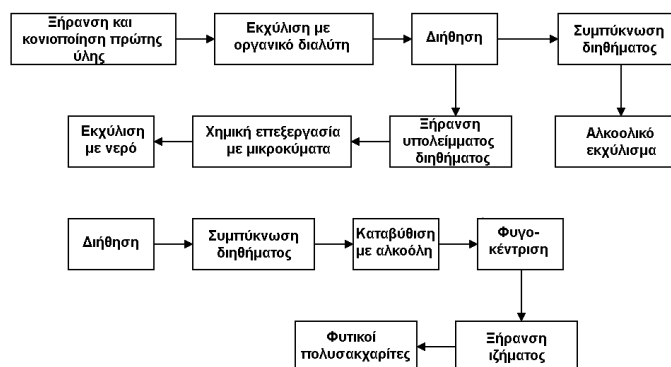 Ξήρανση και
κονιοποίηση πρώτης
ύλης
Εκχύλιση με
οργανικό διαλύτη
Διήθηση
Συμπύκνωση
διηθήματος
Αλκοολικό
εκχύλισμα
Ξήρανση
υπολείμματος
διηθήματος
Χημική επεξεργασία
με μικροκύματα
Εκχύλιση
με νερό
Διήθηση
Συμπύκνωση
διηθήματος
Καταβύθιση
με αλκοόλη
Φυγο-
κέντριση
Ξήρανση
ιζήματος
Φυτικοί
πολυσακχαρίτες